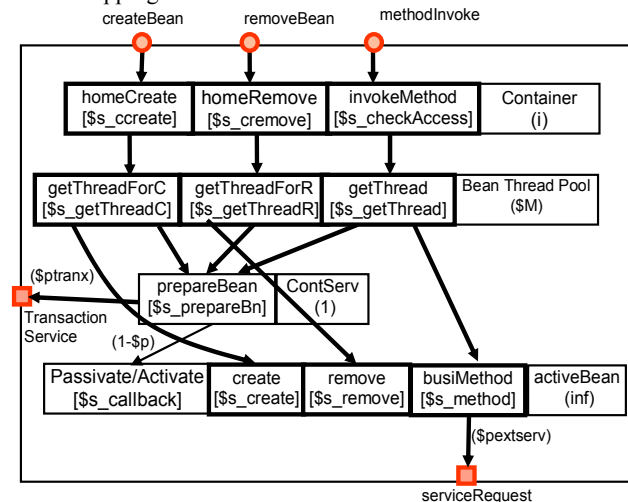 createBean
removeBean
methodInvoke
homeCreate
[$s_ccreate]
homeRemove
[$s_cremove]
invokeMethod
[$s_checkAccess]
Container
(i)
getThreadForC
[$s_getThreadC]
getThreadForR
[$s_getThreadR]
getThread
[$s_getThread]
Bean Thread Pool
($M)
($ptranx)
prepareBean
[$s_prepareBn]
ContServ
(1)
Transaction
Service
(1-$p)
Passivate/Activate
[$s_callback]
create
[$s_create]
remove
[$s_remove]
busiMethod
[$s_method]
activeBean
(inf)
($pextserv)
serviceRequest